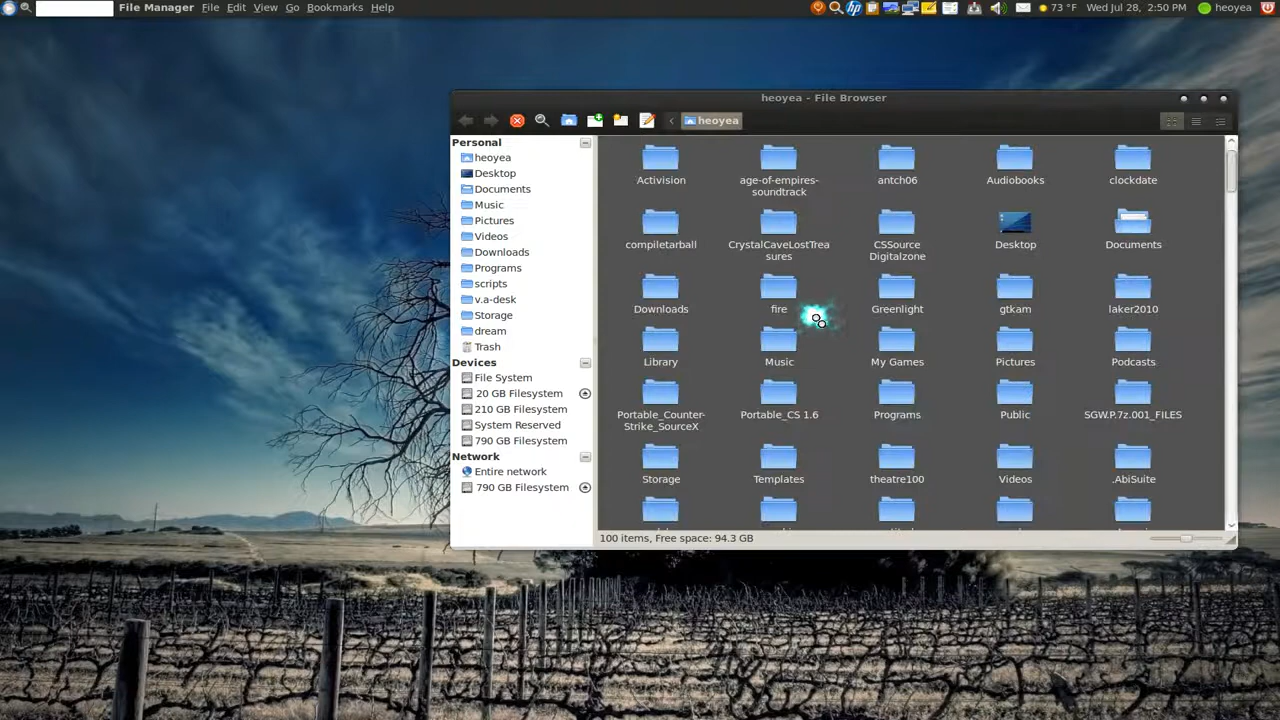 File Manager File Edit View Go Bookmarks Help
73 °F Wed Jul 28, 2:50 PM heoyea
heoyea - File Browser
heoyea
Personal
heoyea
Desktop
Documents
Music
Pictures
Videos
Downloads
Programs
scripts
v.a-desk
Storage
dream
Trash
Devices
File System
20 GB Filesystem
210 GB Filesystem
System Reserved
790 GB Filesystem
Network
Entire network
790 GB Filesystem
Activision
age-of-empires-
soundtrack
antch06
Audiobooks
clockdate
compiletarball
CrystalCaveLostTrea
sures
CSSource
Digitalzone
Desktop
Documents
Downloads
fire
Greenlight
gtkam
laker2010
Library
Music
My Games
Pictures
Podcasts
Portable_Counter-
Strike_SourceX
Portable_CS 1.6
Programs
Public
SGW.P.7z.001_FILES
Storage
Templates
theatre100
Videos
.AbiSuite
100 items, Free space: 94.3 GB